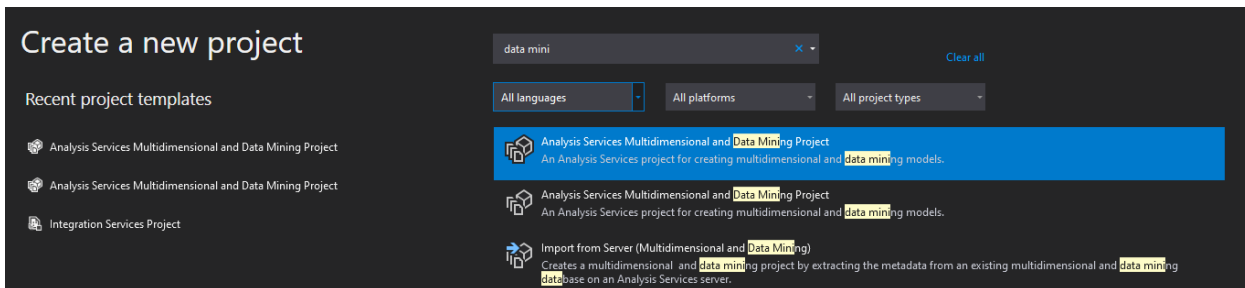 Create a new project
Recent project templates
Analysis Services Multidimensional and Data Mining Project
Analysis Services Multidimensional and Data Mining Project
Integration Services Project
data mini
Clear all
All languages
All platforms
All project types
Analysis Services Multidimensional and Data Mining Project
An Analysis Services project for creating multidimensional and data mining models.
Analysis Services Multidimensional and Data Mining Project
An Analysis Services project for creating multidimensional and data mining models.
Import from Server (Multidimensional and Data Mining)
Creates a multidimensional and data mining project by extracting the metadata from an existing multidimensional and data mining
database on an Analysis Services server.